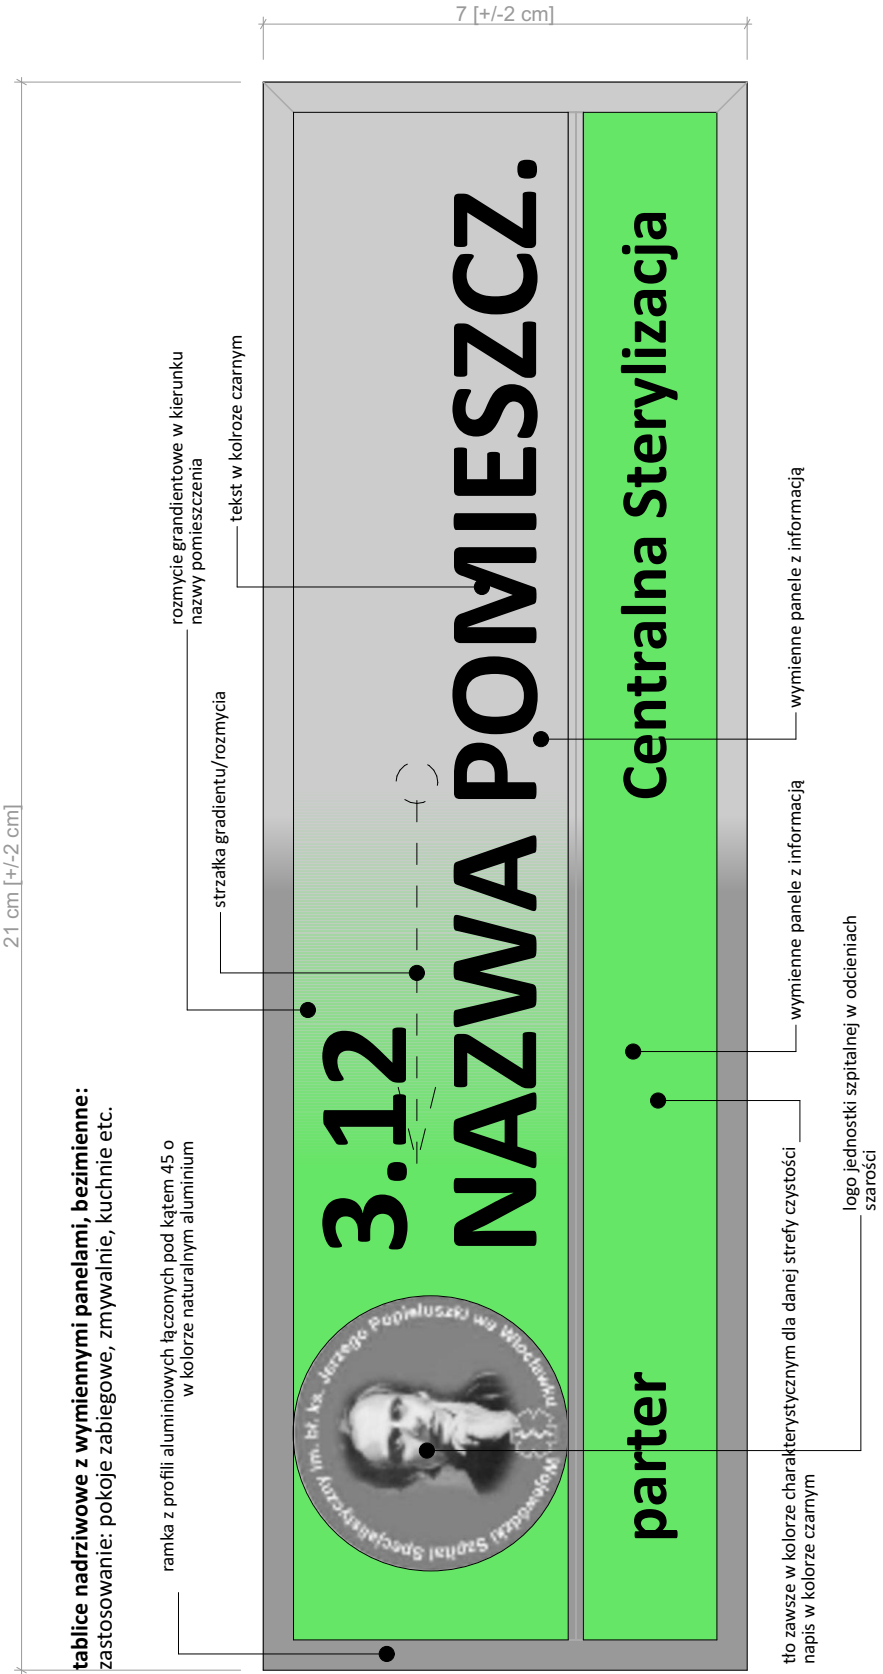 tablice nadrziwowe z wymiennymi panelami, bezimienne:
zastosowanie: pokoje zabiegowe, zmywalnie, kuchnie etc.
21 cm [+/-2 cm]
7 [+/-2 cm]
ramka z profili aluminiowych łączonych pod kątem 45 o
w kolorze naturalnym aluminium
rozmycie grandientowe w kierunku
nazwy pomieszczenia
strzałka gradientu/rozmycia
tekst w kolroze czarnym
Wojewódzki Szpital Specjalistyczny im. bł. ks. Jerzego Popiełuszki we Włocławku
3.12
NAZWA POMIESZCZ.
parter
Centralna Sterylizacja
tło zawsze w kolorze charakterystycznym dla danej strefy czystości
napis w kolorze czarnym
wymienne panele z informacją
wymienne panele z informacją
logo jednostki szpitalnej w odcieniach
szarości